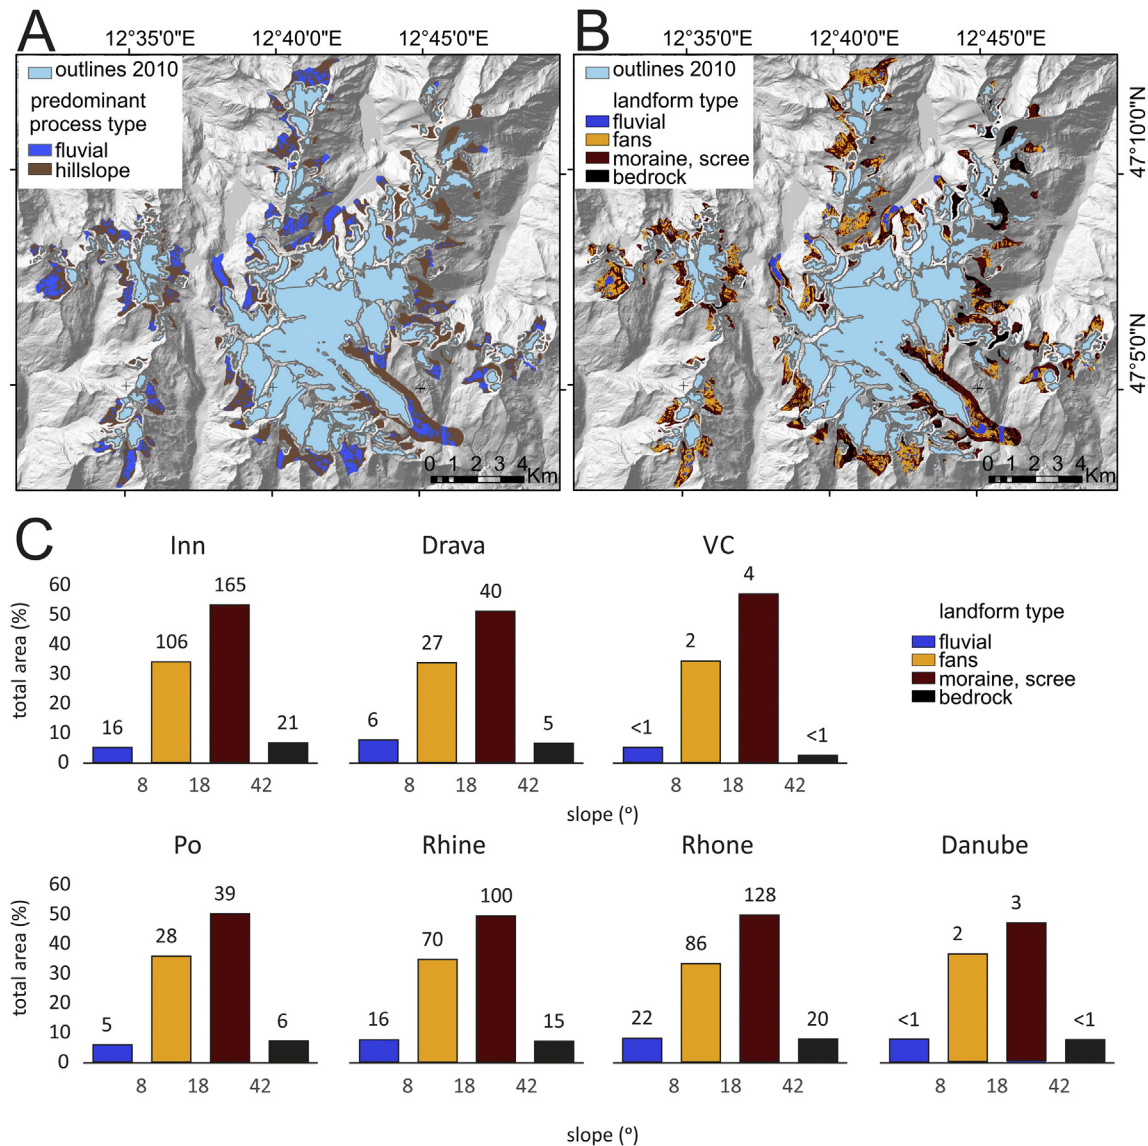 A
B
12°35'0"E 12°40'0"E 12°45'0"E
12°35'0"E 12°40'0"E 12°45'0"E
outlines 2010
predominant
process type
fluvial
hillslope
outlines 2010
landform type
fluvial
fans
moraine, scree
bedrock
47°10'0"N
47°5'0"N
0 1 2 3 4
Km
0 1 2 3 4
Km
C
Inn
Drava
VC
total area (%)
60
50
40
30
20
10
0
16 106 165 21
6 27 40 5
<1 2 4 <1
8 18 42
8 18 42
8 18 42
slope (°)
landform type
fluvial
fans
moraine, scree
bedrock
Po
Rhine
Rhone
Danube
total area (%)
60
50
40
30
20
10
0
5 28 39 6
16 70 100 15
22 86 128 20
<1 2 3 <1
8 18 42
8 18 42
8 18 42
8 18 42
slope (°)